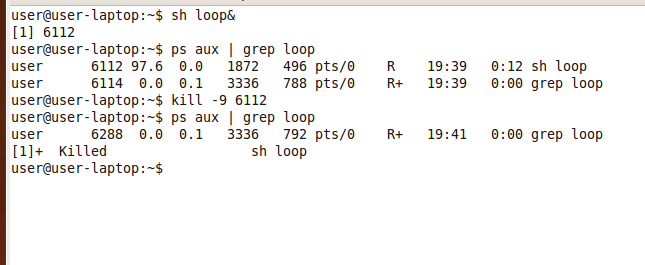 user@user-laptop:~$ sh loop&
[1] 6112
user@user-laptop:~$ ps aux | grep loop
user      6112 97.6  0.0   1872   496 pts/0    R    19:39   0:12 sh loop
user      6114  0.0  0.1   3336   788 pts/0    R+   19:39   0:00 grep loop
user@user-laptop:~$ kill -9 6112
user@user-laptop:~$ ps aux | grep loop
user      6288  0.0  0.1   3336   792 pts/0    R+   19:41   0:00 grep loop
[1]+  Killed                  sh loop
user@user-laptop:~$